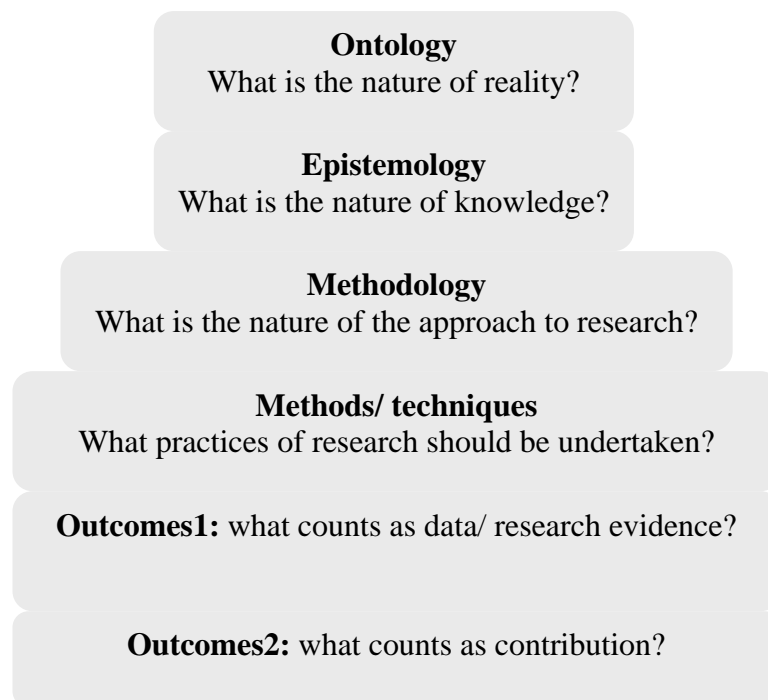 Ontology
What is the nature of reality?
Epistemology
What is the nature of knowledge?
Methodology
What is the nature of the approach to research?
Methods/ techniques
What practices of research should be undertaken?
Outcomes1: what counts as data/ research evidence?
Outcomes2: what counts as contribution?